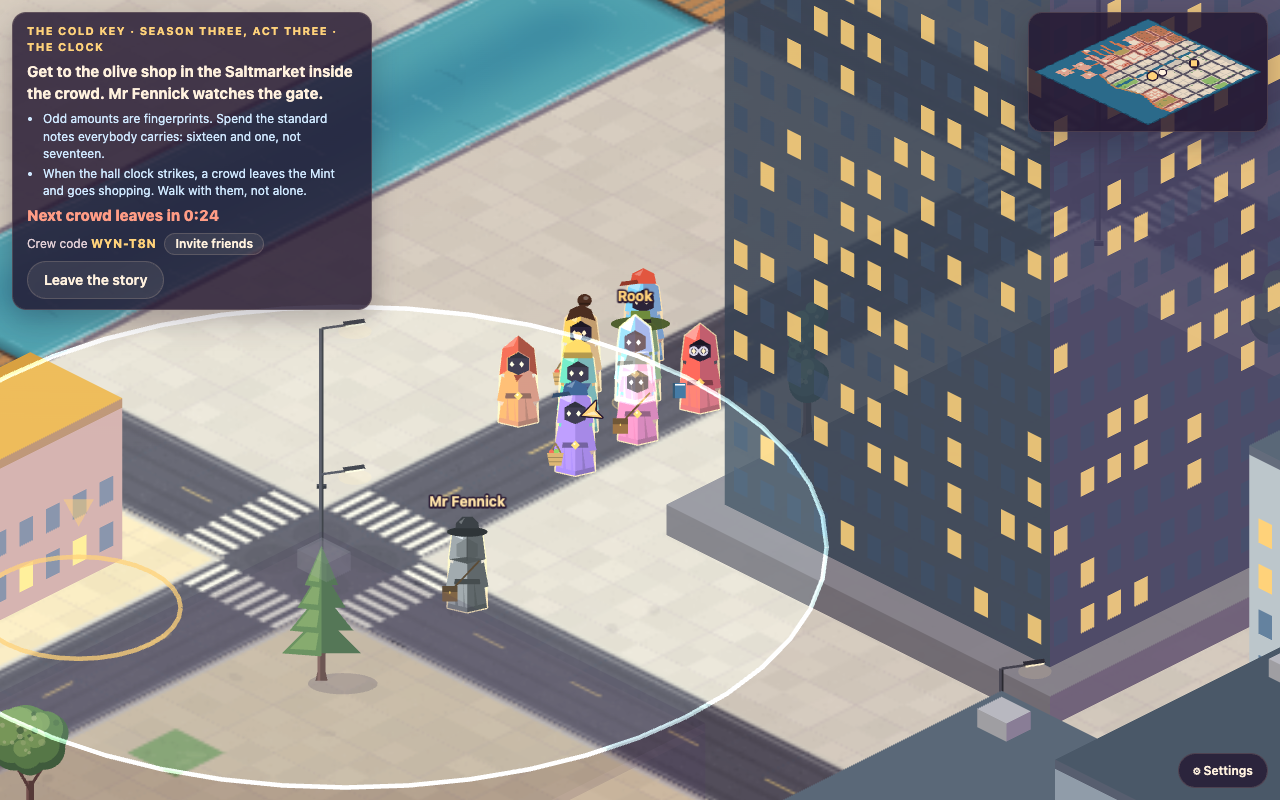 THE COLD KEY · SEASON THREE, ACT THREE ·
THE CLOCK
Get to the olive shop in the Saltmarket inside
the crowd. Mr Fennick watches the gate.
• Odd amounts are fingerprints. Spend the standard
notes everybody carries: sixteen and one, not
seventeen.
• When the hall clock strikes, a crowd leaves the Mint
and goes shopping. Walk with them, not alone.
Next crowd leaves in 0:24
Crew code WYN-T8N Invite friends
Leave the story
Rook
Mr Fennick
⚙ Settings